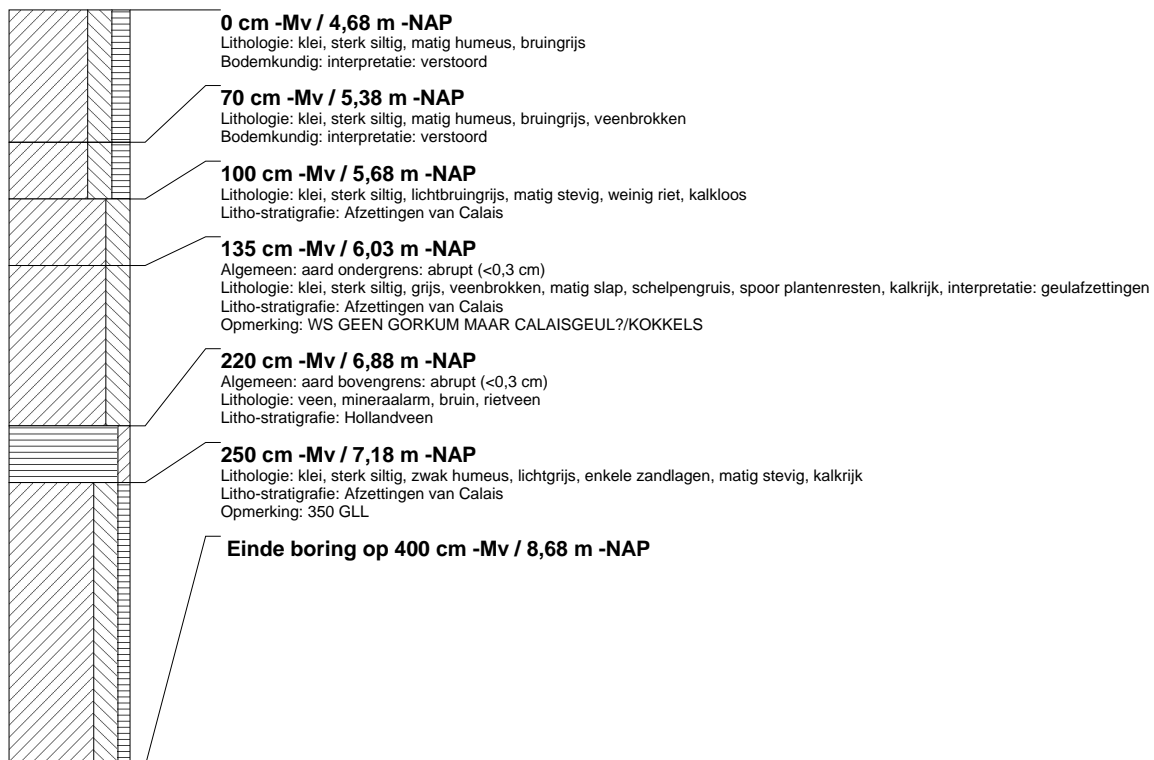 0 cm -Mv / 4,68 m -NAP
Lithologie: klei, sterk siltig, matig humeus, bruingrijs
Bodemkundig: interpretatie: verstoord
70 cm -Mv / 5,38 m -NAP
Lithologie: klei, sterk siltig, matig humeus, bruingrijs, veenbrokken
Bodemkundig: interpretatie: verstoord
100 cm -Mv / 5,68 m -NAP
Lithologie: klei, sterk siltig, lichtbruingrijs, matig stevig, weinig riet, kalkloos
Litho-stratigrafie: Afzettingen van Calais
135 cm -Mv / 6,03 m -NAP
Algemeen: aard ondergrens: abrupt (<0,3 cm)
Lithologie: klei, sterk siltig, grijs, veenbrokken, matig slap, schelpengruis, spoor plantenresten, kalkrijk, interpretatie: geulafzettingen
Litho-stratigrafie: Afzettingen van Calais
Opmerking: WS GEEN GORKUM MAAR CALAISGEUL?/KOKKELS
220 cm -Mv / 6,88 m -NAP
Algemeen: aard bovengrens: abrupt (<0,3 cm)
Lithologie: veen, mineraalarm, bruin, rietveen
Litho-stratigrafie: Hollandveen
250 cm -Mv / 7,18 m -NAP
Lithologie: klei, sterk siltig, zwak humeus, lichtgrijs, enkele zandlagen, matig stevig, kalkrijk
Litho-stratigrafie: Afzettingen van Calais
Opmerking: 350 GLL
Einde boring op 400 cm -Mv / 8,68 m -NAP